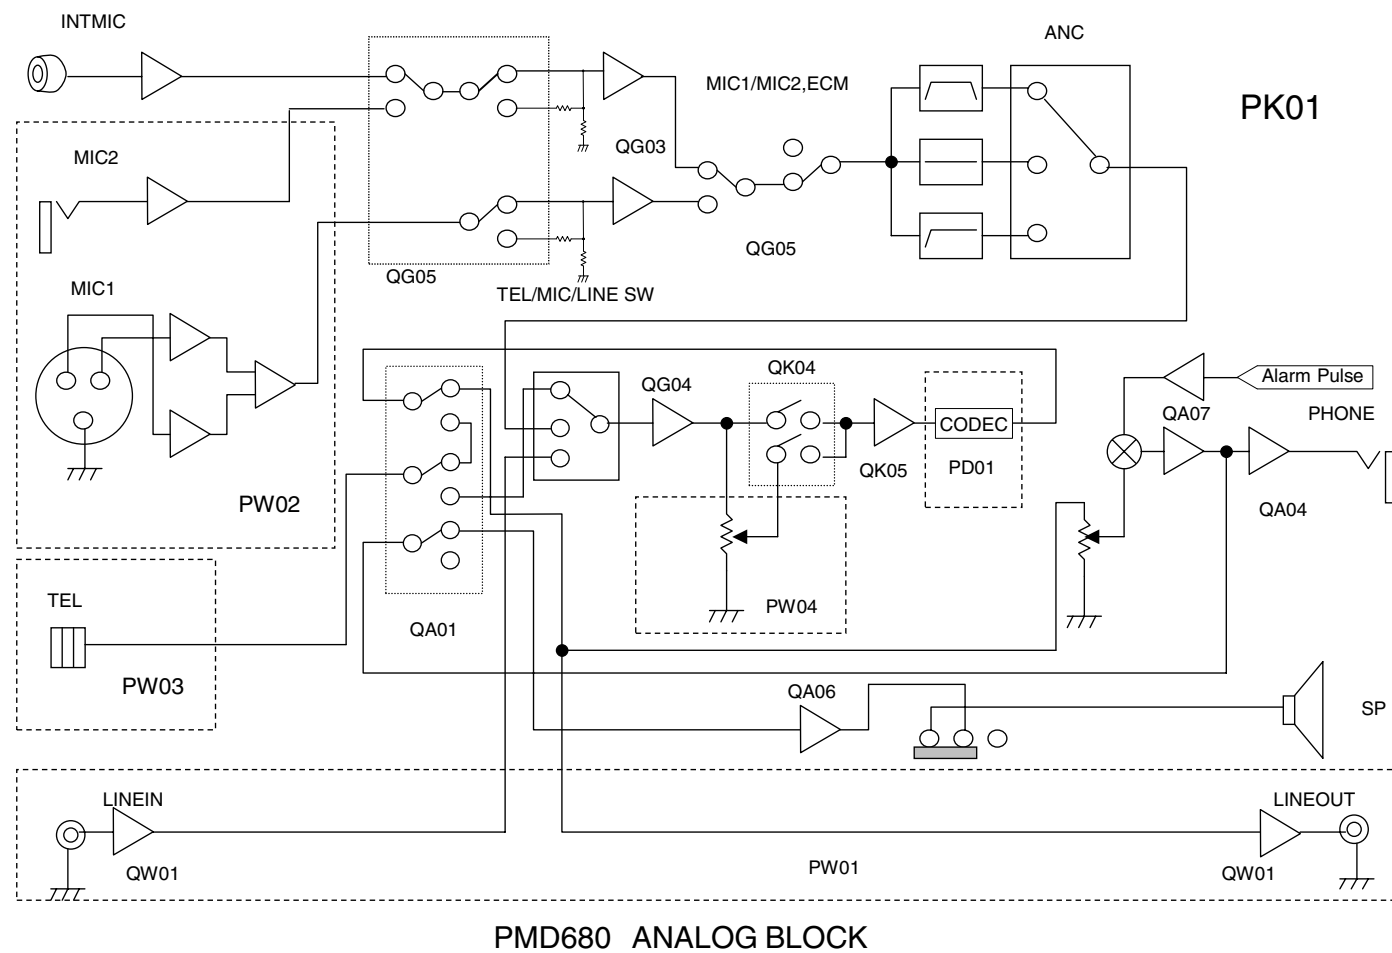 INTMIC
ANC
MIC1/MIC2,ECM
PK01
QG03
MIC2
QG05
QG05
TEL/MIC/LINE SW
MIC1
QK04
QG04
Alarm Pulse
QA07
PHONE
CODEC
PD01
QK05
PW02
QA04
TEL
PW04
QA01
PW03
QA06
SP
LINEIN
LINEOUT
PW01
QW01
QW01
PMD680 ANALOG BLOCK